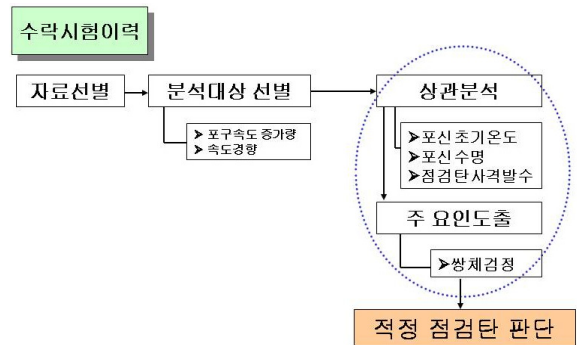 수락시험이력
자료선별
분석대상 선별
상관분석
➤포구속도 증가량
➤속도경향
➤포신초기온도
➤포신수명
➤점검탄사격발수
주 요인도출
➤쌍체검정
적정 점검탄 판단